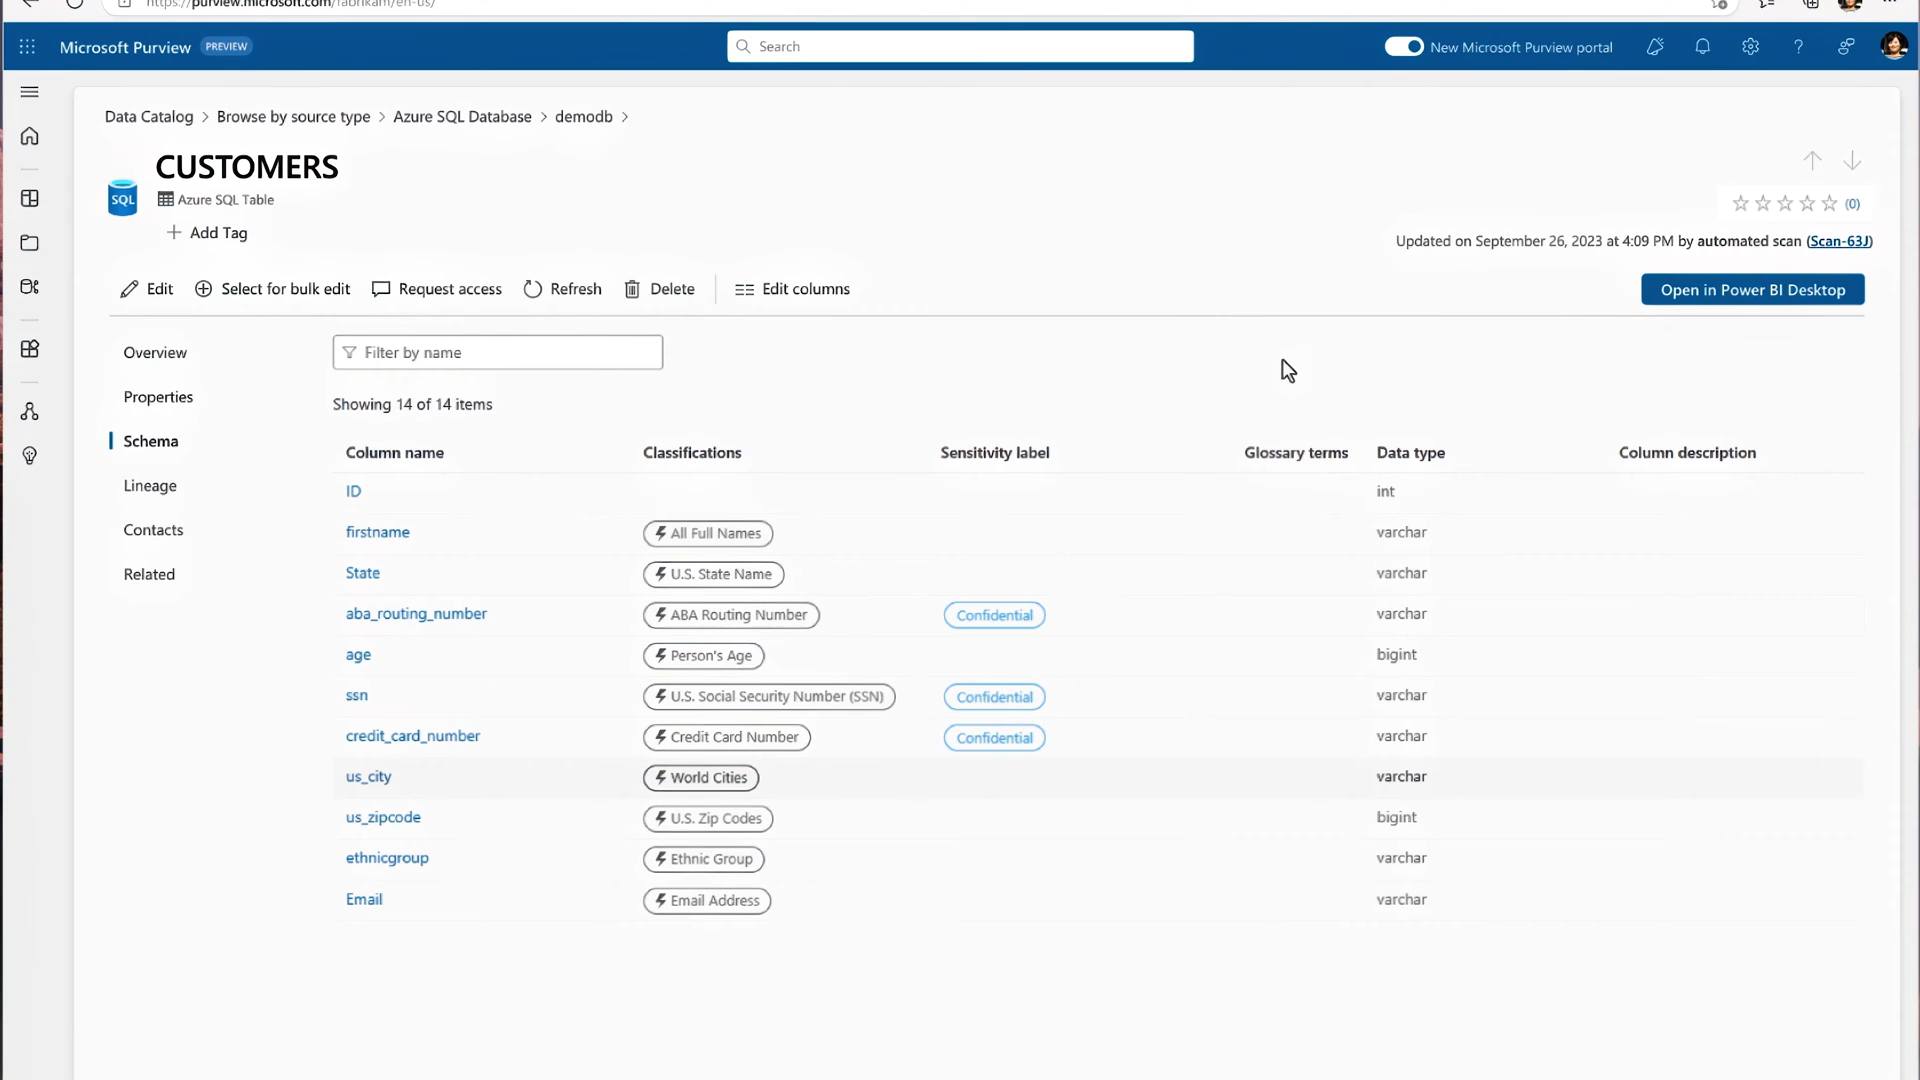 https://purview.microsoft.com/fabrikam/en-us/
Microsoft Purview PREVIEW
Search
New Microsoft Purview portal
Data Catalog > Browse by source type > Azure SQL Database > demodb >
CUSTOMERS
SQL
Azure SQL Table
+ Add Tag
(0)
Updated on September 26, 2023 at 4:09 PM by automated scan (Scan-63J)
Edit Select for bulk edit Request access Refresh Delete Edit columns
Open in Power BI Desktop
Overview
Properties
Schema
Lineage
Contacts
Related
Filter by name
Showing 14 of 14 items
Column name Classifications Sensitivity label Glossary terms Data type Column description
ID int
firstname All Full Names varchar
State U.S. State Name varchar
aba_routing_number ABA Routing Number Confidential varchar
age Person's Age bigint
ssn U.S. Social Security Number (SSN) Confidential varchar
credit_card_number Credit Card Number Confidential varchar
us_city World Cities varchar
us_zipcode U.S. Zip Codes bigint
ethnicgroup Ethnic Group varchar
Email Email Address varchar